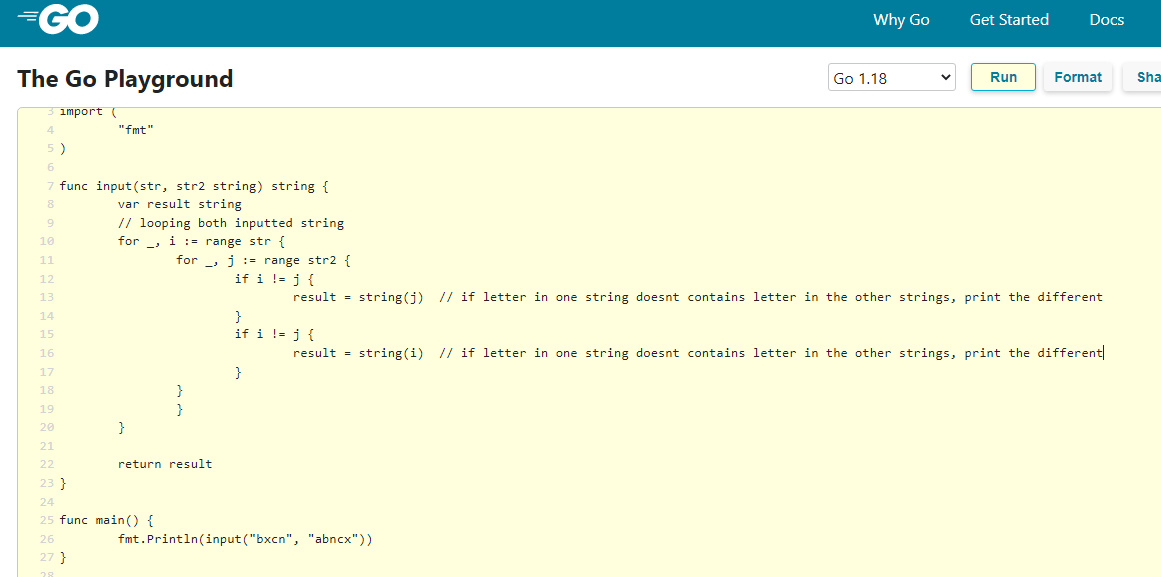 GO
Why Go
Get Started
Docs
The Go Playground
Go 1.18
Run
Format
Sha
3 import (
4 "fmt"
5 )
6
7 func input(str, str2 string) string {
8 var result string
9 // looping both inputted string
10 for _, i := range str {
11 for _, j := range str2 {
12 if i != j {
13 result = string(j)  // if letter in one string doesnt contains letter in the other strings, print the different
14 }
15 if i != j {
16 result = string(i)  // if letter in one string doesnt contains letter in the other strings, print the different
17 }
18 }
19 }
20 }
21
22 return result
23 }
24
25 func main() {
26 fmt.Println(input("bxcn", "abncx"))
27 }
28